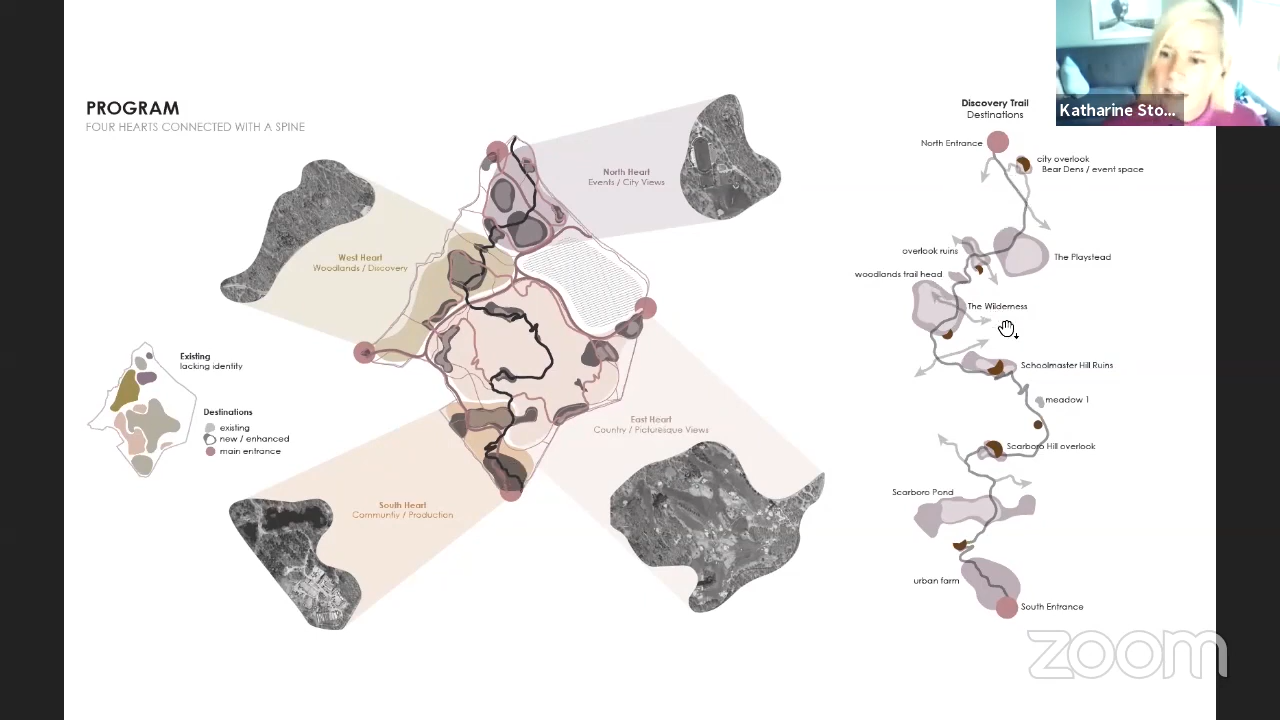 PROGRAM
FOUR HEARTS CONNECTED WITH A SPINE
North Heart
Events / City Views
West Heart
Woodlands / Discovery
Existing
lacking identity
Destinations
existing
new / enhanced
main entrance
East Heart
Country / Picturesque Views
South Heart
Communtiy / Production
Discovery Trail
Destinations
North Entrance
city overlook
Bear Dens / event space
overlook ruins
The Playstead
woodlands trail head
The Wilderness
Schoolmaster Hill Ruins
meadow 1
Scarboro Hill overlook
Scarboro Pond
urban farm
South Entrance
Katharine Sto...
zoom